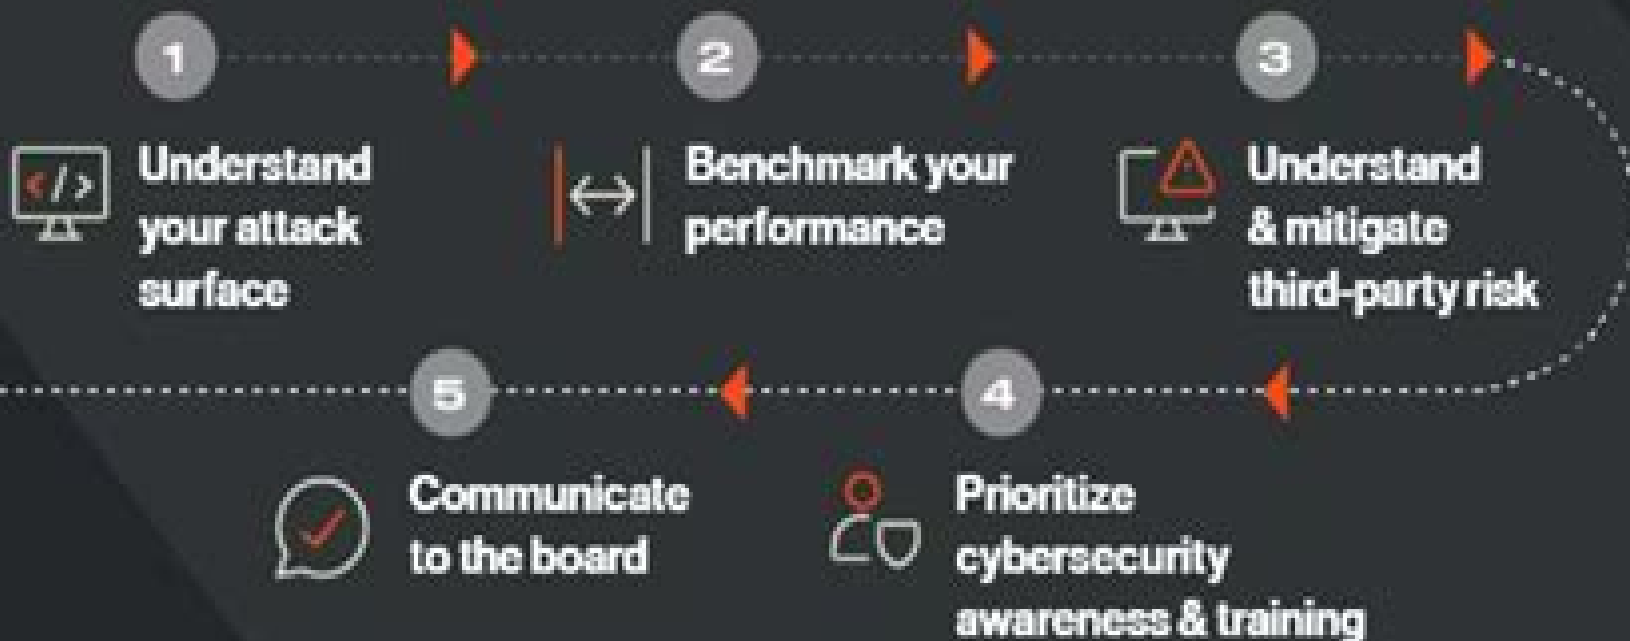 1
Understand
your attack
surface
2
Benchmark your
performance
3
Understand
& mitigate
third-party risk
4
Prioritize
cybersecurity
awareness & training
5
Communicate
to the board